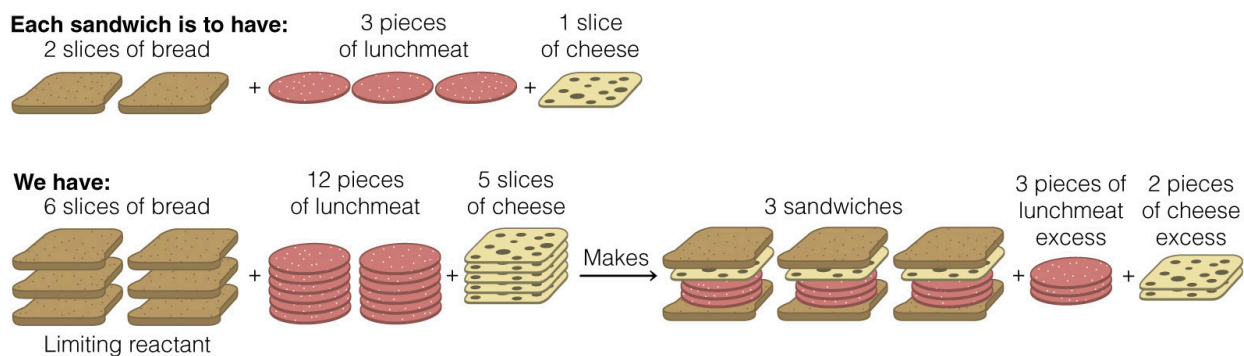 Each sandwich is to have:
2 slices of bread
+
3 pieces
of lunchmeat
+
1 slice
of cheese
We have:
6 slices of bread
Limiting reactant
+
12 pieces
of lunchmeat
+
5 slices
of cheese
Makes
3 sandwiches
+
3 pieces of
lunchmeat
excess
+
2 pieces
of cheese
excess